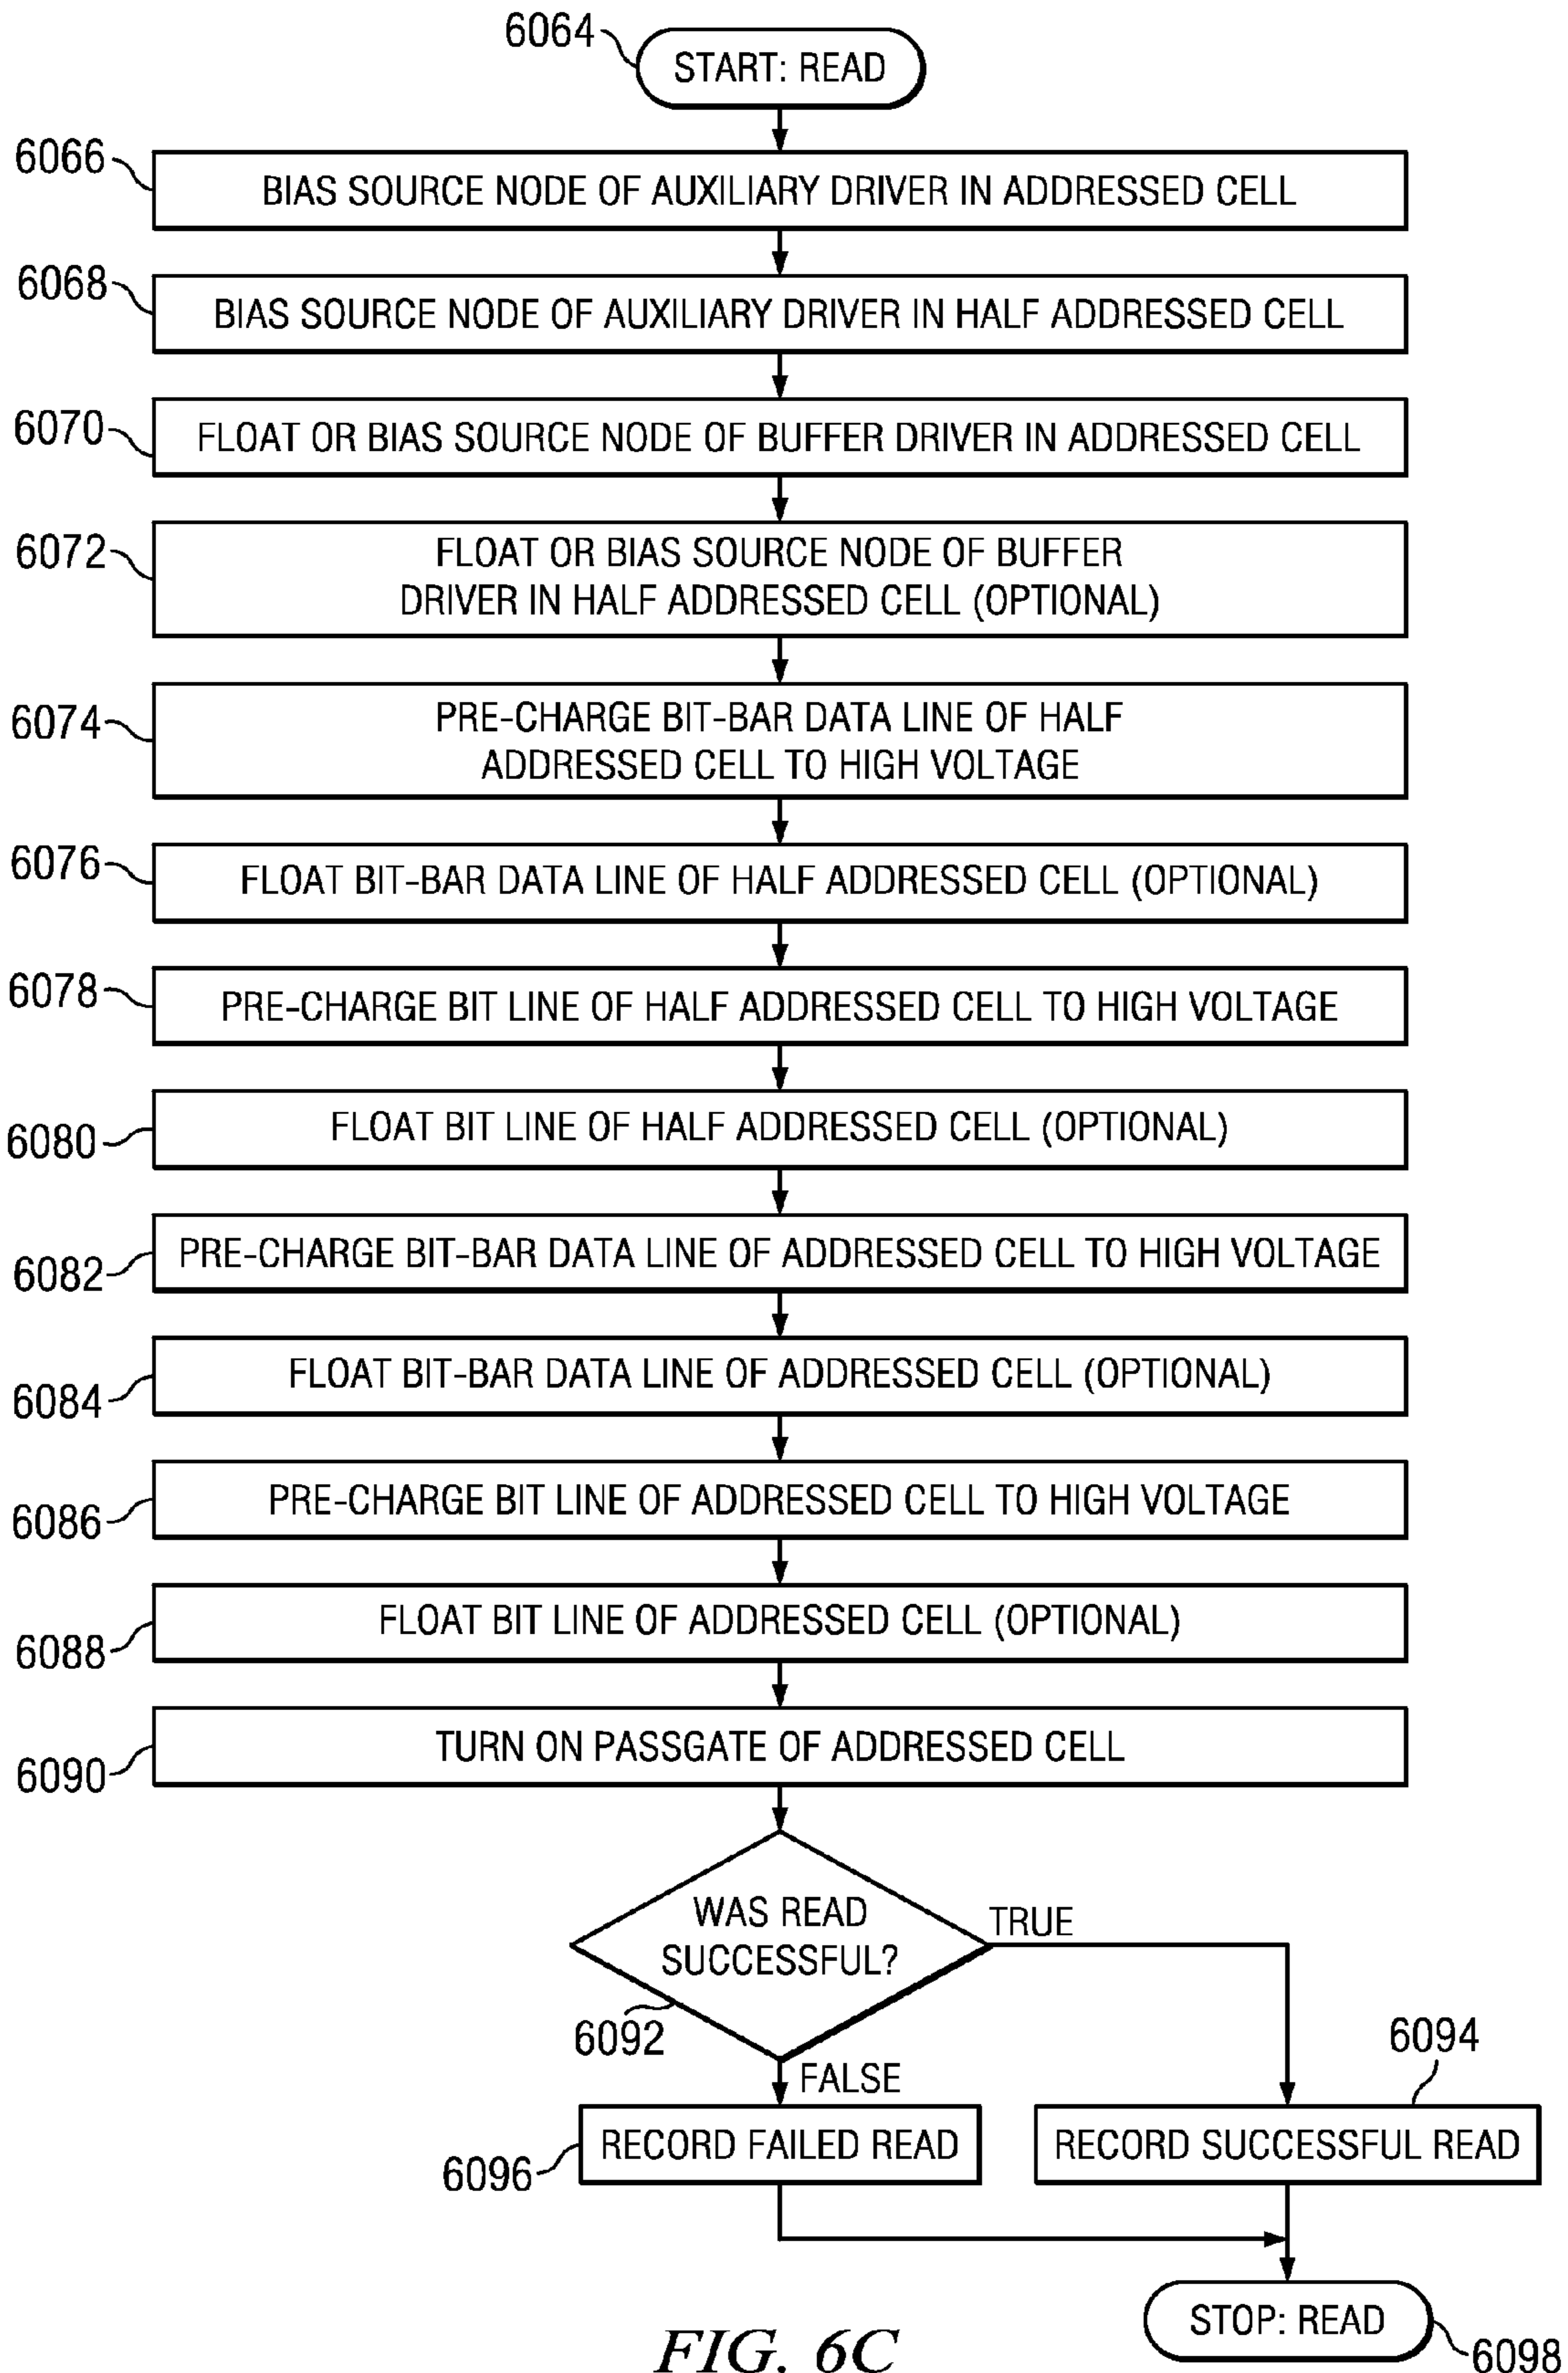 6064
START: READ
6066
BIAS SOURCE NODE OF AUXILIARY DRIVER IN ADDRESSED CELL
6068
BIAS SOURCE NODE OF AUXILIARY DRIVER IN HALF ADDRESSED CELL
6070
FLOAT OR BIAS SOURCE NODE OF BUFFER DRIVER IN ADDRESSED CELL
6072
FLOAT OR BIAS SOURCE NODE OF BUFFER
DRIVER IN HALF ADDRESSED CELL (OPTIONAL)
6074
PRE-CHARGE BIT-BAR DATA LINE OF HALF
ADDRESSED CELL TO HIGH VOLTAGE
6076
FLOAT BIT-BAR DATA LINE OF HALF ADDRESSED CELL (OPTIONAL)
6078
PRE-CHARGE BIT LINE OF HALF ADDRESSED CELL TO HIGH VOLTAGE
6080
FLOAT BIT LINE OF HALF ADDRESSED CELL (OPTIONAL)
6082
PRE-CHARGE BIT-BAR DATA LINE OF ADDRESSED CELL TO HIGH VOLTAGE
6084
FLOAT BIT-BAR DATA LINE OF ADDRESSED CELL (OPTIONAL)
6086
PRE-CHARGE BIT LINE OF ADDRESSED CELL TO HIGH VOLTAGE
6088
FLOAT BIT LINE OF ADDRESSED CELL (OPTIONAL)
6090
TURN ON PASSGATE OF ADDRESSED CELL
WAS READ
SUCCESSFUL?
TRUE
6092
6094
FALSE
RECORD FAILED READ
RECORD SUCCESSFUL READ
6096
STOP: READ
6098
FIG. 6C